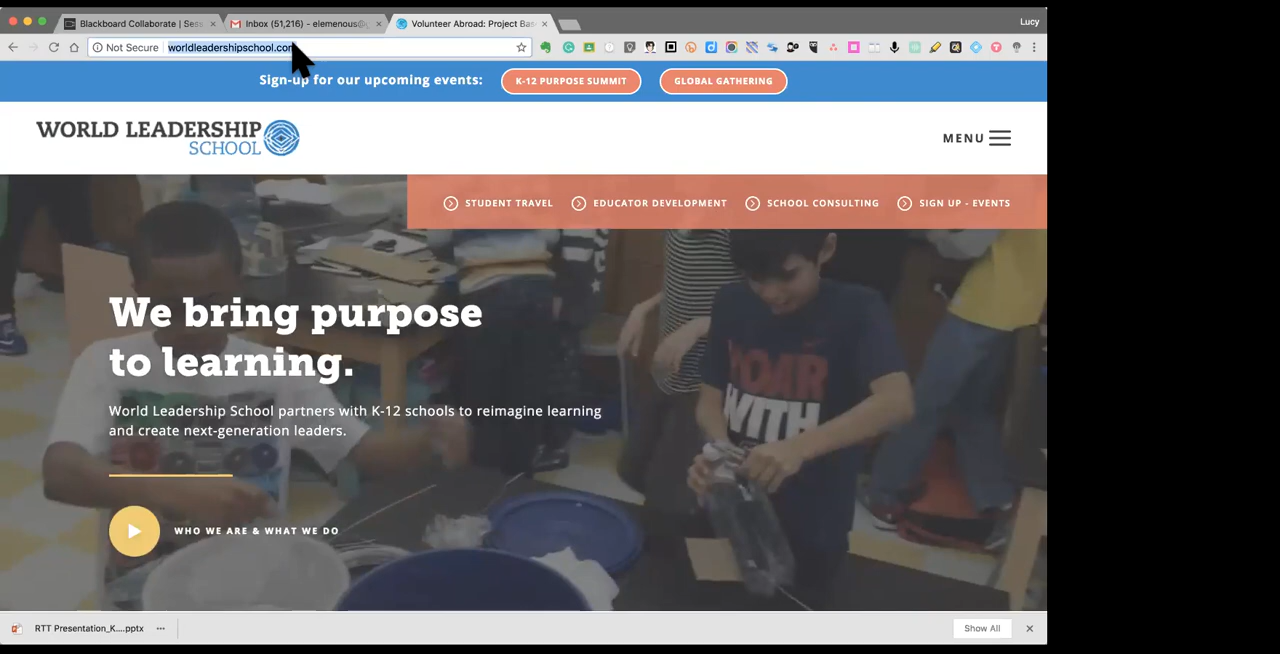 Blackboard Collaborate | Sess
Inbox (51,216) - elemenous@g
Volunteer Abroad: Project Base
Lucy
Not Secure
worldleadershipschool.com
Sign-up for our upcoming events:
K-12 PURPOSE SUMMIT
GLOBAL GATHERING
WORLD LEADERSHIP
SCHOOL
MENU
STUDENT TRAVEL
EDUCATOR DEVELOPMENT
SCHOOL CONSULTING
SIGN UP - EVENTS
We bring purpose
to learning.
World Leadership School partners with K-12 schools to reimagine learning
and create next-generation leaders.
WHO WE ARE & WHAT WE DO
WITH
RTT Presentation_K....pptx
Show All